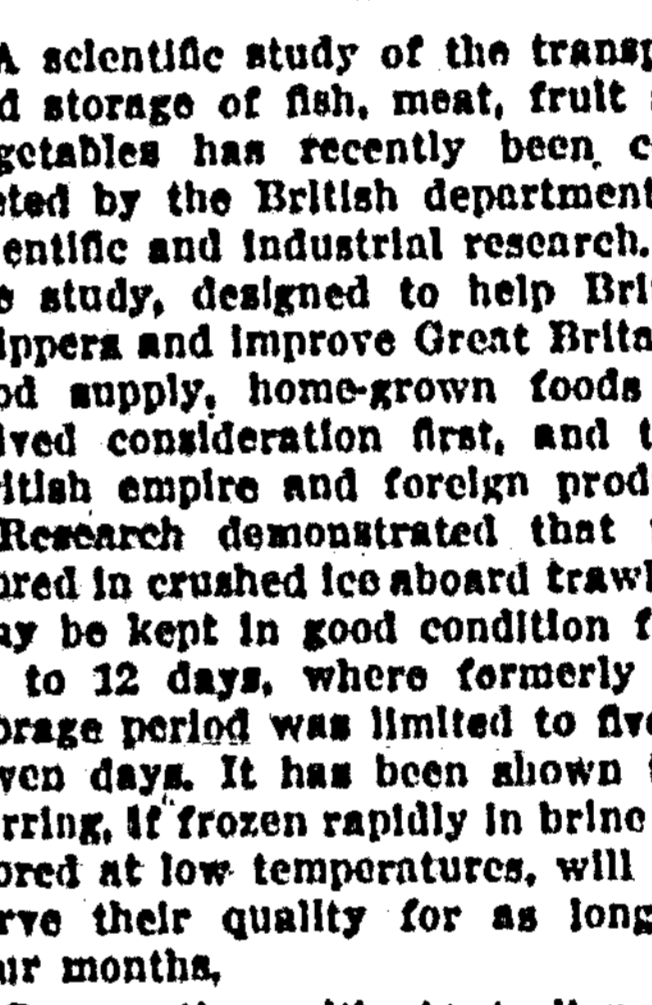 A scientific study of the transp
d storage of fish, meat, fruit
getables has recently been c
eted by the British department
entific and industrial research.
e study, designed to help Bri
ippers and improve Great Brita
od supply, home-grown foods
ived consideration first, and t
itish empire and foreign prod
Research demonstrated that
ored in crushed ice aboard trawl
ay be kept in good condition f
to 12 days, where formerly
orage period was limited to five
ven days. It has been shown
rring, if frozen rapidly in brine
ored at low temperatures, will
rve their quality for as long
ur months,